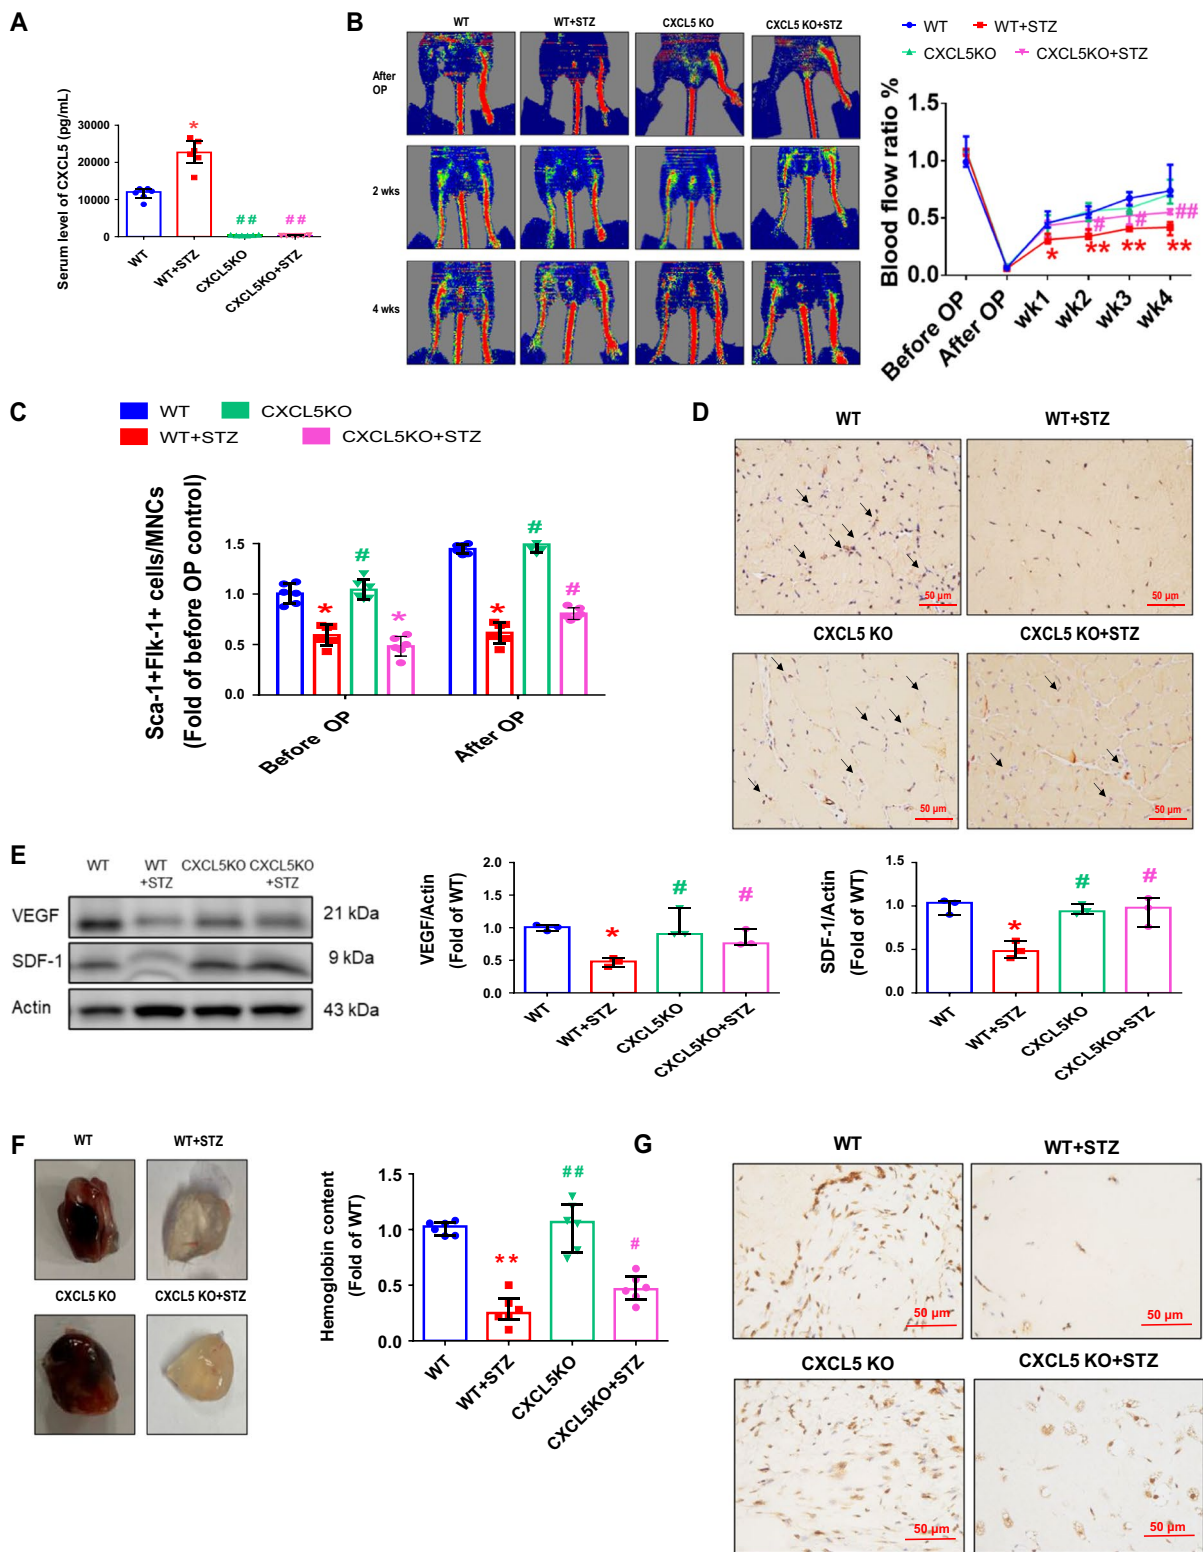 A
Serum level of CXCL5 (pg/mL)
30000
20000
10000
0
*
##
##
WT
WT+STZ
CXCL5KO
CXCL5KO+STZ
B
WT
WT+STZ
CXCL5 KO
CXCL5 KO+STZ
After
OP
2 wks
4 wks
WT
WT+STZ
CXCL5KO
CXCL5KO+STZ
Blood flow ratio %
1.5
1.0
0.5
0.0
*
#
**
#
**
##
**
Before OP
After OP
wk1
wk2
wk3
wk4
C
WT
CXCL5KO
WT+STZ
CXCL5KO+STZ
Sca-1+Flk-1+ cells/MNCs
(Fold of before OP control)
1.5
1.0
0.5
0.0
*
#
*
*
#
#
Before OP
After OP
D
WT
WT+STZ
50 µm
50 µm
CXCL5 KO
CXCL5 KO+STZ
50 µm
50 µm
E
WT
WT
+STZ
CXCL5KO
CXCL5KO
+STZ
VEGF
21 kDa
SDF-1
9 kDa
Actin
43 kDa
VEGF/Actin
(Fold of WT)
2.0
1.5
1.0
0.5
0.0
*
#
#
WT
WT+STZ
CXCL5KO
CXCL5KO+STZ
SDF-1/Actin
(Fold of WT)
1.5
1.0
0.5
0.0
*
#
#
WT
WT+STZ
CXCL5KO
CXCL5KO+STZ
F
WT
WT+STZ
CXCL5 KO
CXCL5 KO+STZ
Hemoglobin content
(Fold of WT)
1.5
1.0
0.5
0.0
**
##
#
WT
WT+STZ
CXCL5KO
CXCL5KO+STZ
G
WT
WT+STZ
50 µm
50 µm
CXCL5 KO
CXCL5 KO+STZ
50 µm
50 µm